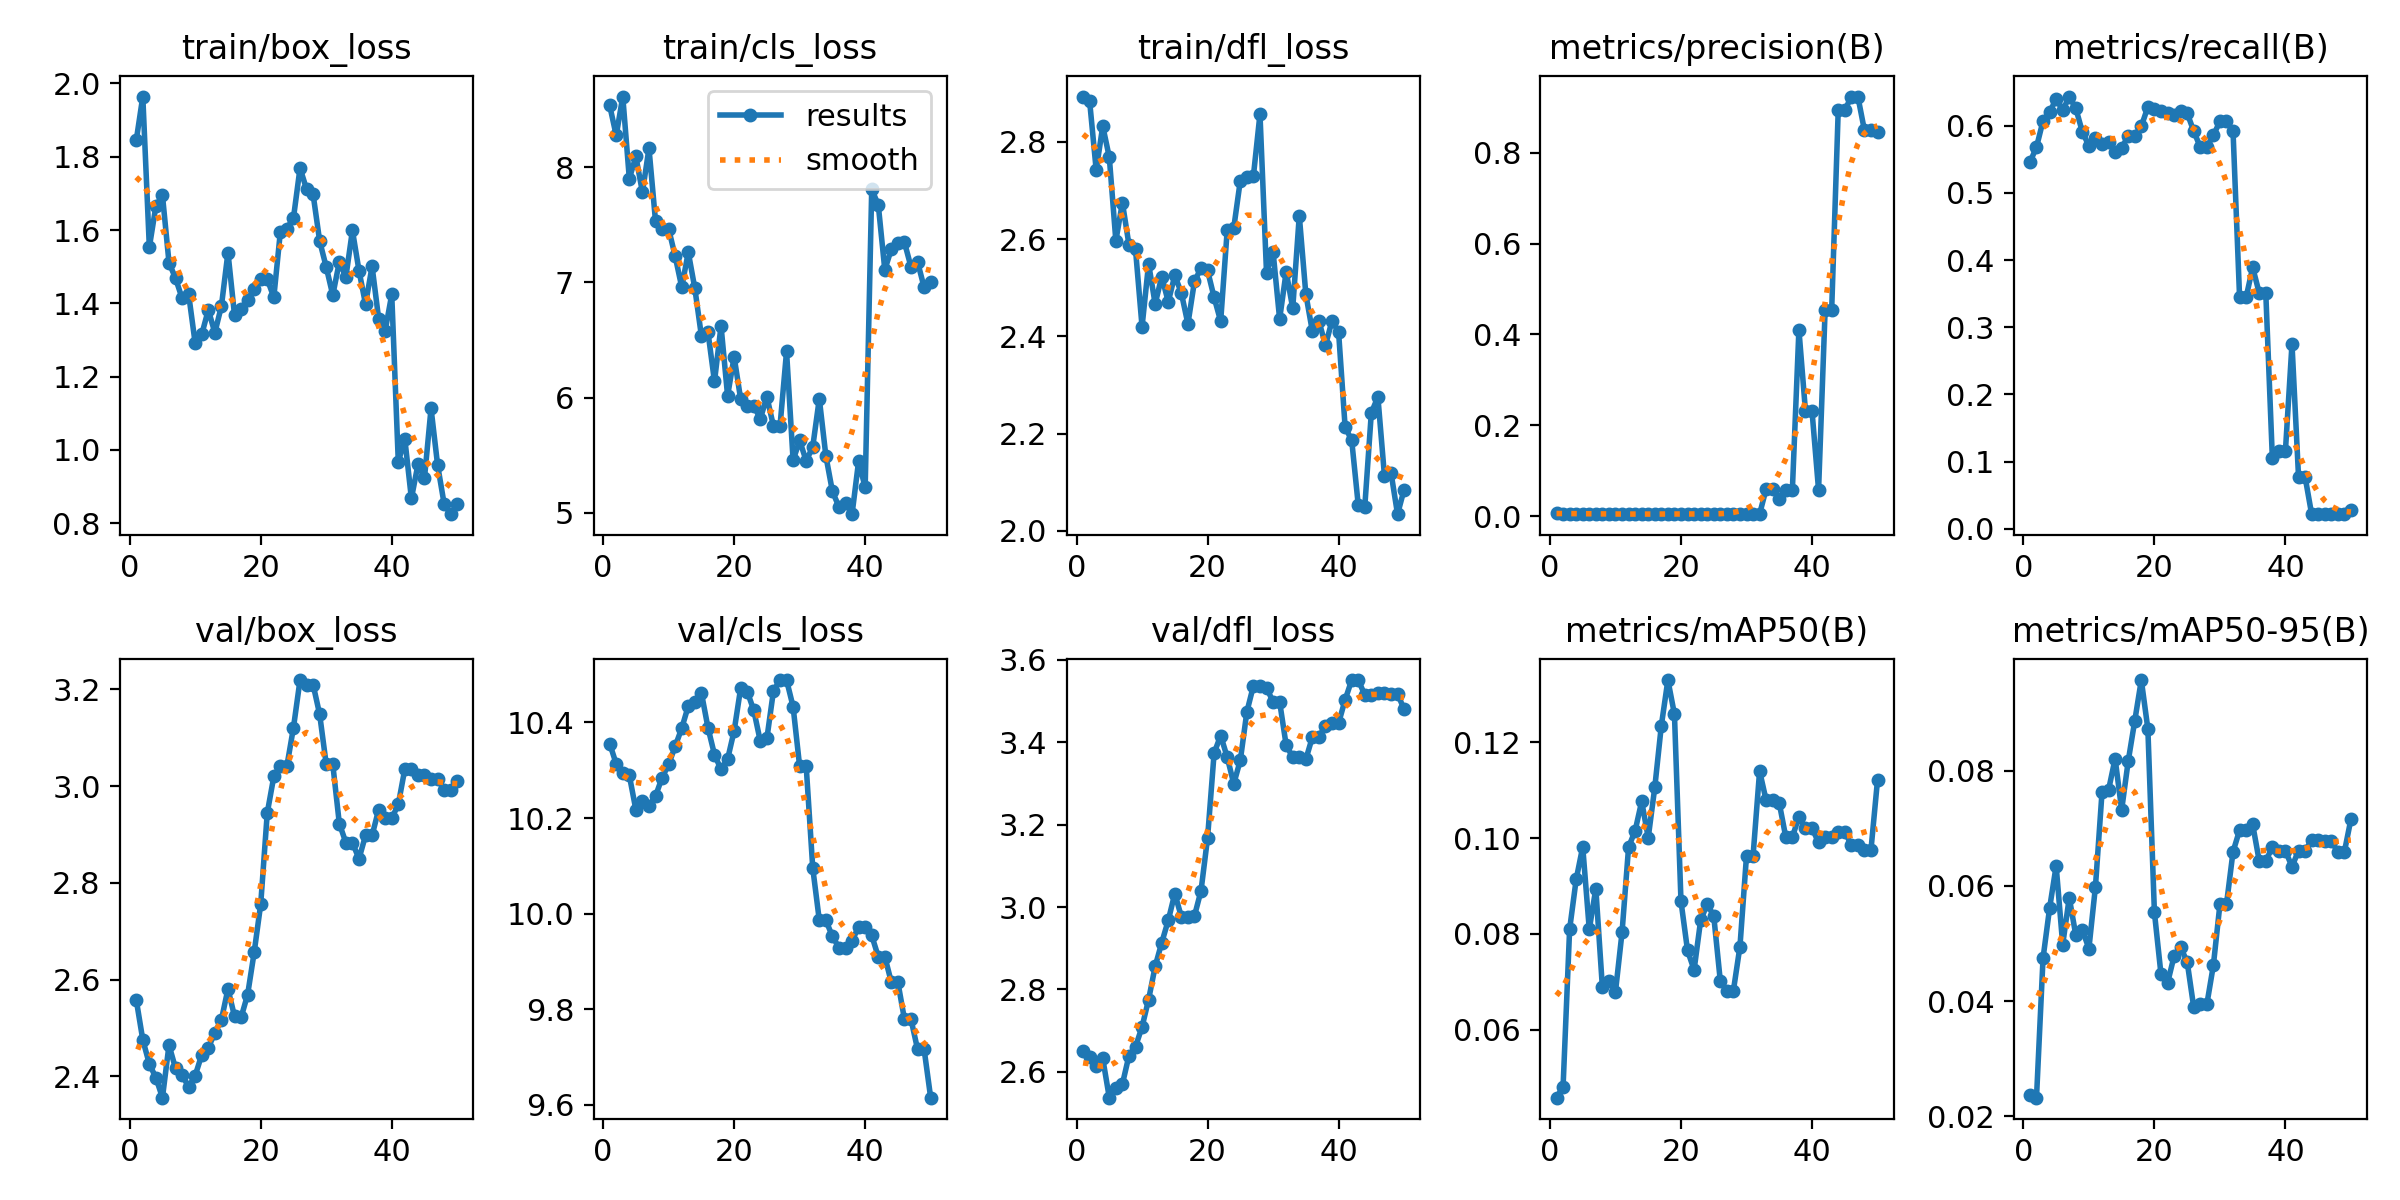 train/box_loss
train/cls_loss
train/dfl_loss
metrics/precision(B)
metrics/recall(B)
2.0
1.8
1.6
1.4
1.2
1.0
0.8
0 20 40
results
smooth
8
7
6
5
0 20 40
2.8
2.6
2.4
2.2
2.0
0 20 40
0.8
0.6
0.4
0.2
0.0
0 20 40
0.6
0.5
0.4
0.3
0.2
0.1
0.0
0 20 40
val/box_loss
val/cls_loss
val/dfl_loss
metrics/mAP50(B)
metrics/mAP50-95(B)
3.2
3.0
2.8
2.6
2.4
0 20 40
10.4
10.2
10.0
9.8
9.6
0 20 40
3.6
3.4
3.2
3.0
2.8
2.6
0 20 40
0.12
0.10
0.08
0.06
0 20 40
0.08
0.06
0.04
0.02
0 20 40